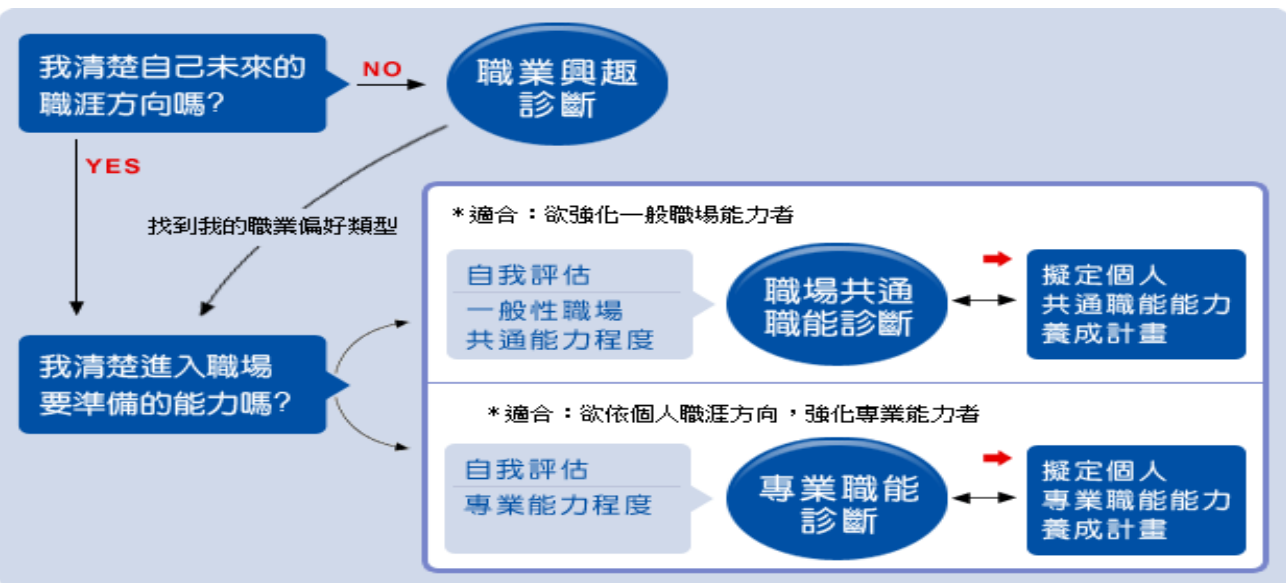 我清楚自己未來的
職涯方向嗎?
NO
職業興趣
診斷
YES
找到我的職業偏好類型
我清楚進入職場
要準備的能力嗎?
*適合：欲強化一般職場能力者
自我評估
一般性職場
共通能力程度
職場共通
職能診斷
擬定個人
共通職能能力
養成計畫
*適合：欲依個人職涯方向，強化專業能力者
自我評估
專業能力程度
專業職能
診斷
擬定個人
專業職能能力
養成計畫